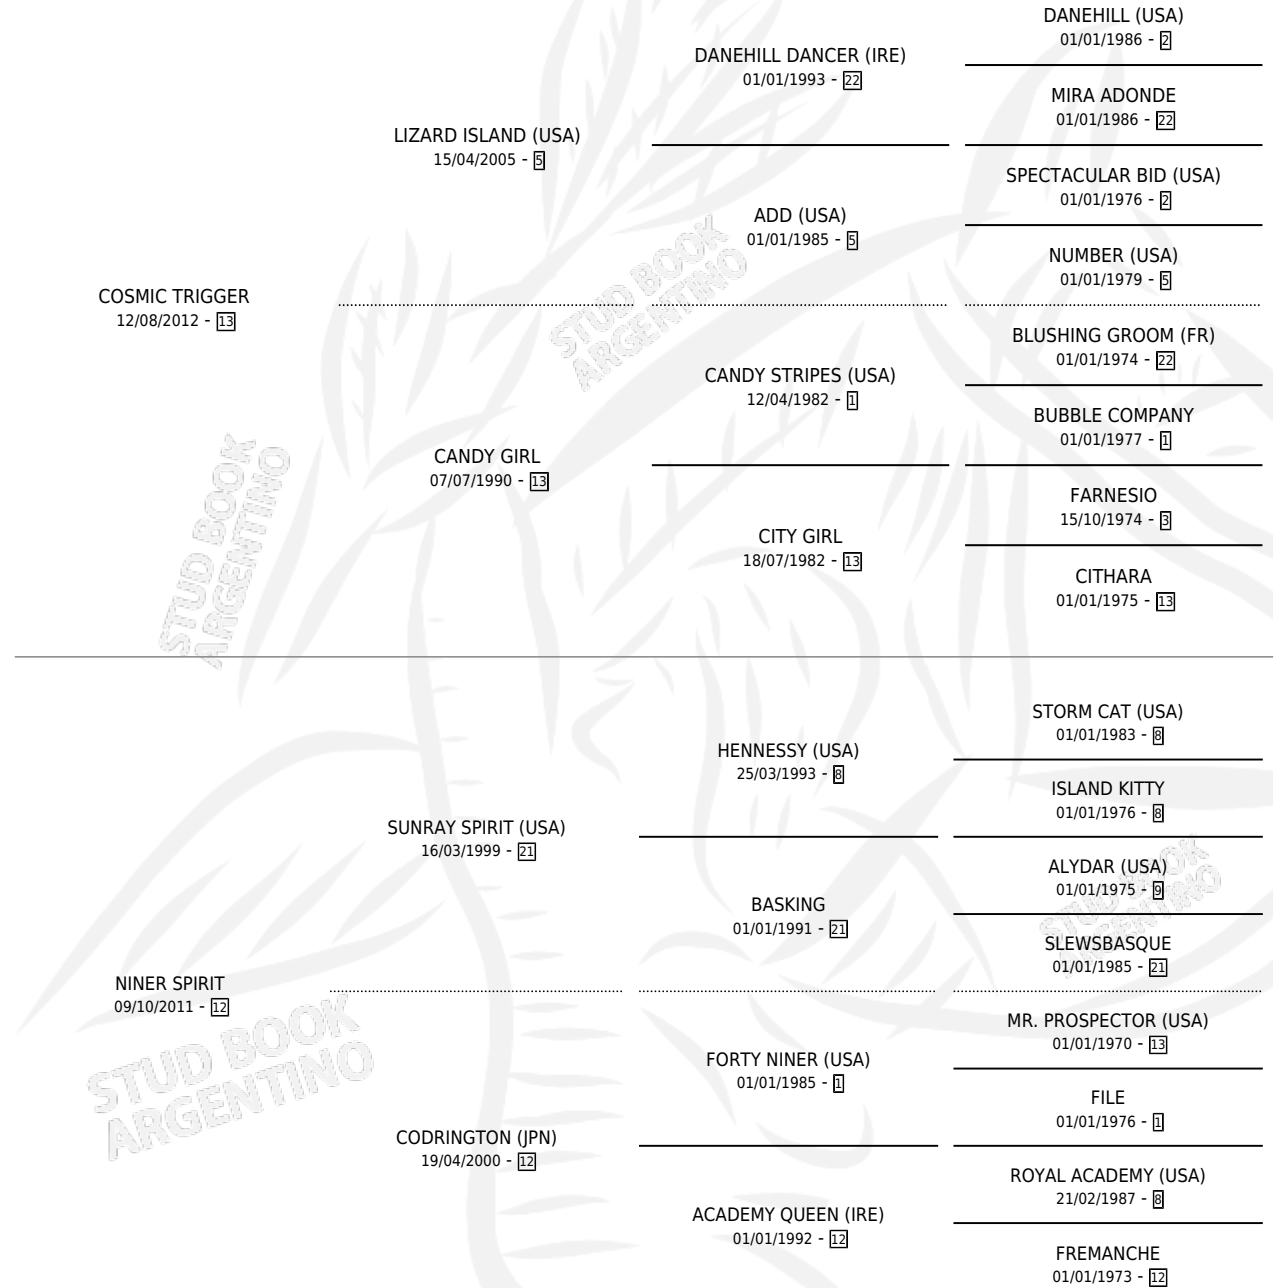 DANEHILL (USA)
01/01/1986 - 2
DANEHILL DANCER (IRE)
01/01/1993 - 22
MIRA ADONDE
01/01/1986 - 22
LIZARD ISLAND (USA)
15/04/2005 - 5
SPECTACULAR BID (USA)
01/01/1976 - 2
ADD (USA)
01/01/1985 - 5
NUMBER (USA)
01/01/1979 - 5
COSMIC TRIGGER
12/08/2012 - 13
STUD BOOK
ARGENTINO
BLUSHING GROOM (FR)
01/01/1974 - 22
CANDY STRIPES (USA)
12/04/1982 - 1
BUBBLE COMPANY
01/01/1977 - 1
CANDY GIRL
07/07/1990 - 13
FARNESIO
15/10/1974 - 3
CITY GIRL
18/07/1982 - 13
CITHARA
01/01/1975 - 13
STUD BOOK
ARGENTINO
STORM CAT (USA)
01/01/1983 - 8
HENNESSY (USA)
25/03/1993 - 8
ISLAND KITTY
01/01/1976 - 8
SUNRAY SPIRIT (USA)
16/03/1999 - 21
ALYDAR (USA)
01/01/1975 - 9
BASKING
01/01/1991 - 21
STUD BOOK
ARGENTINO
SLEWSBASQUE
01/01/1985 - 21
NINER SPIRIT
09/10/2011 - 12
MR. PROSPECTOR (USA)
01/01/1970 - 13
FORTY NINER (USA)
01/01/1985 - 1
STUD BOOK
ARGENTINO
FILE
01/01/1976 - 1
CODRINGTON (JPN)
19/04/2000 - 12
ROYAL ACADEMY (USA)
21/02/1987 - 8
ACADEMY QUEEN (IRE)
01/01/1992 - 12
FREMANCHE
01/01/1973 - 12